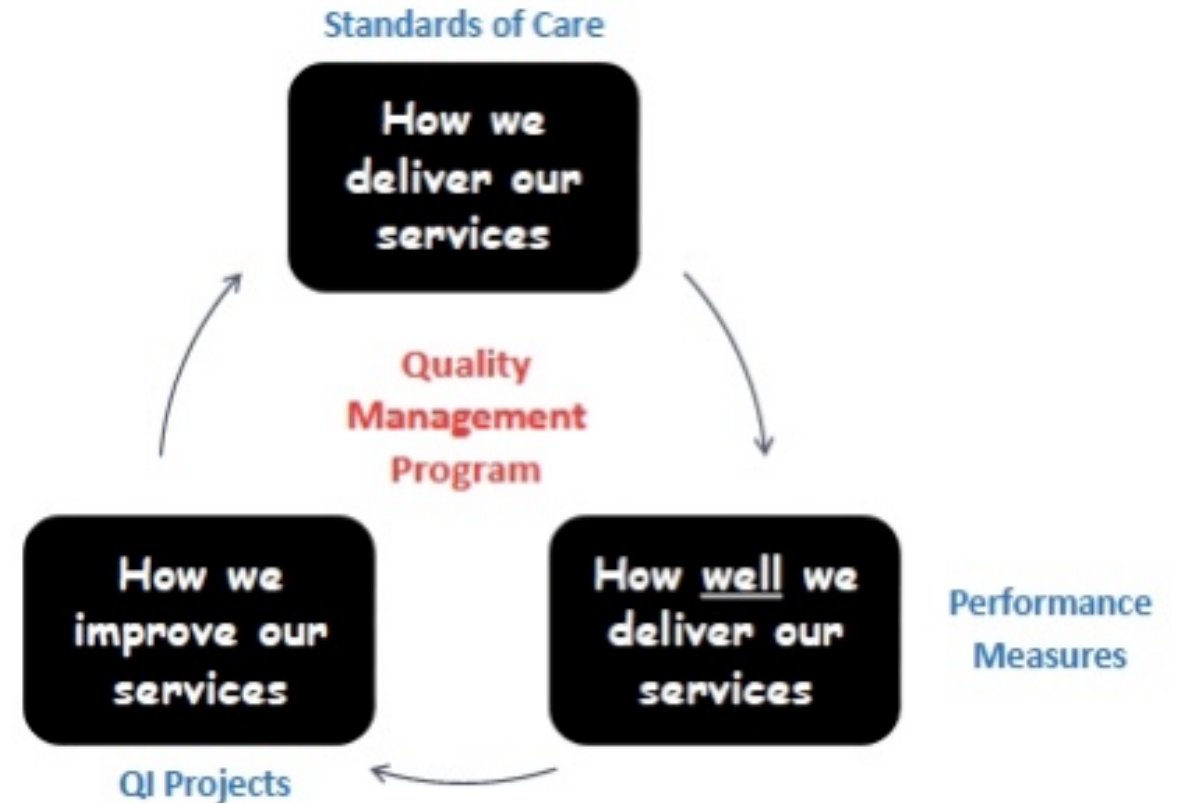 Standards of Care
How we
deliver our
services
Quality
Management
Program
How we
improve our
services
How well we
deliver our
services
Performance
Measures
QI Projects